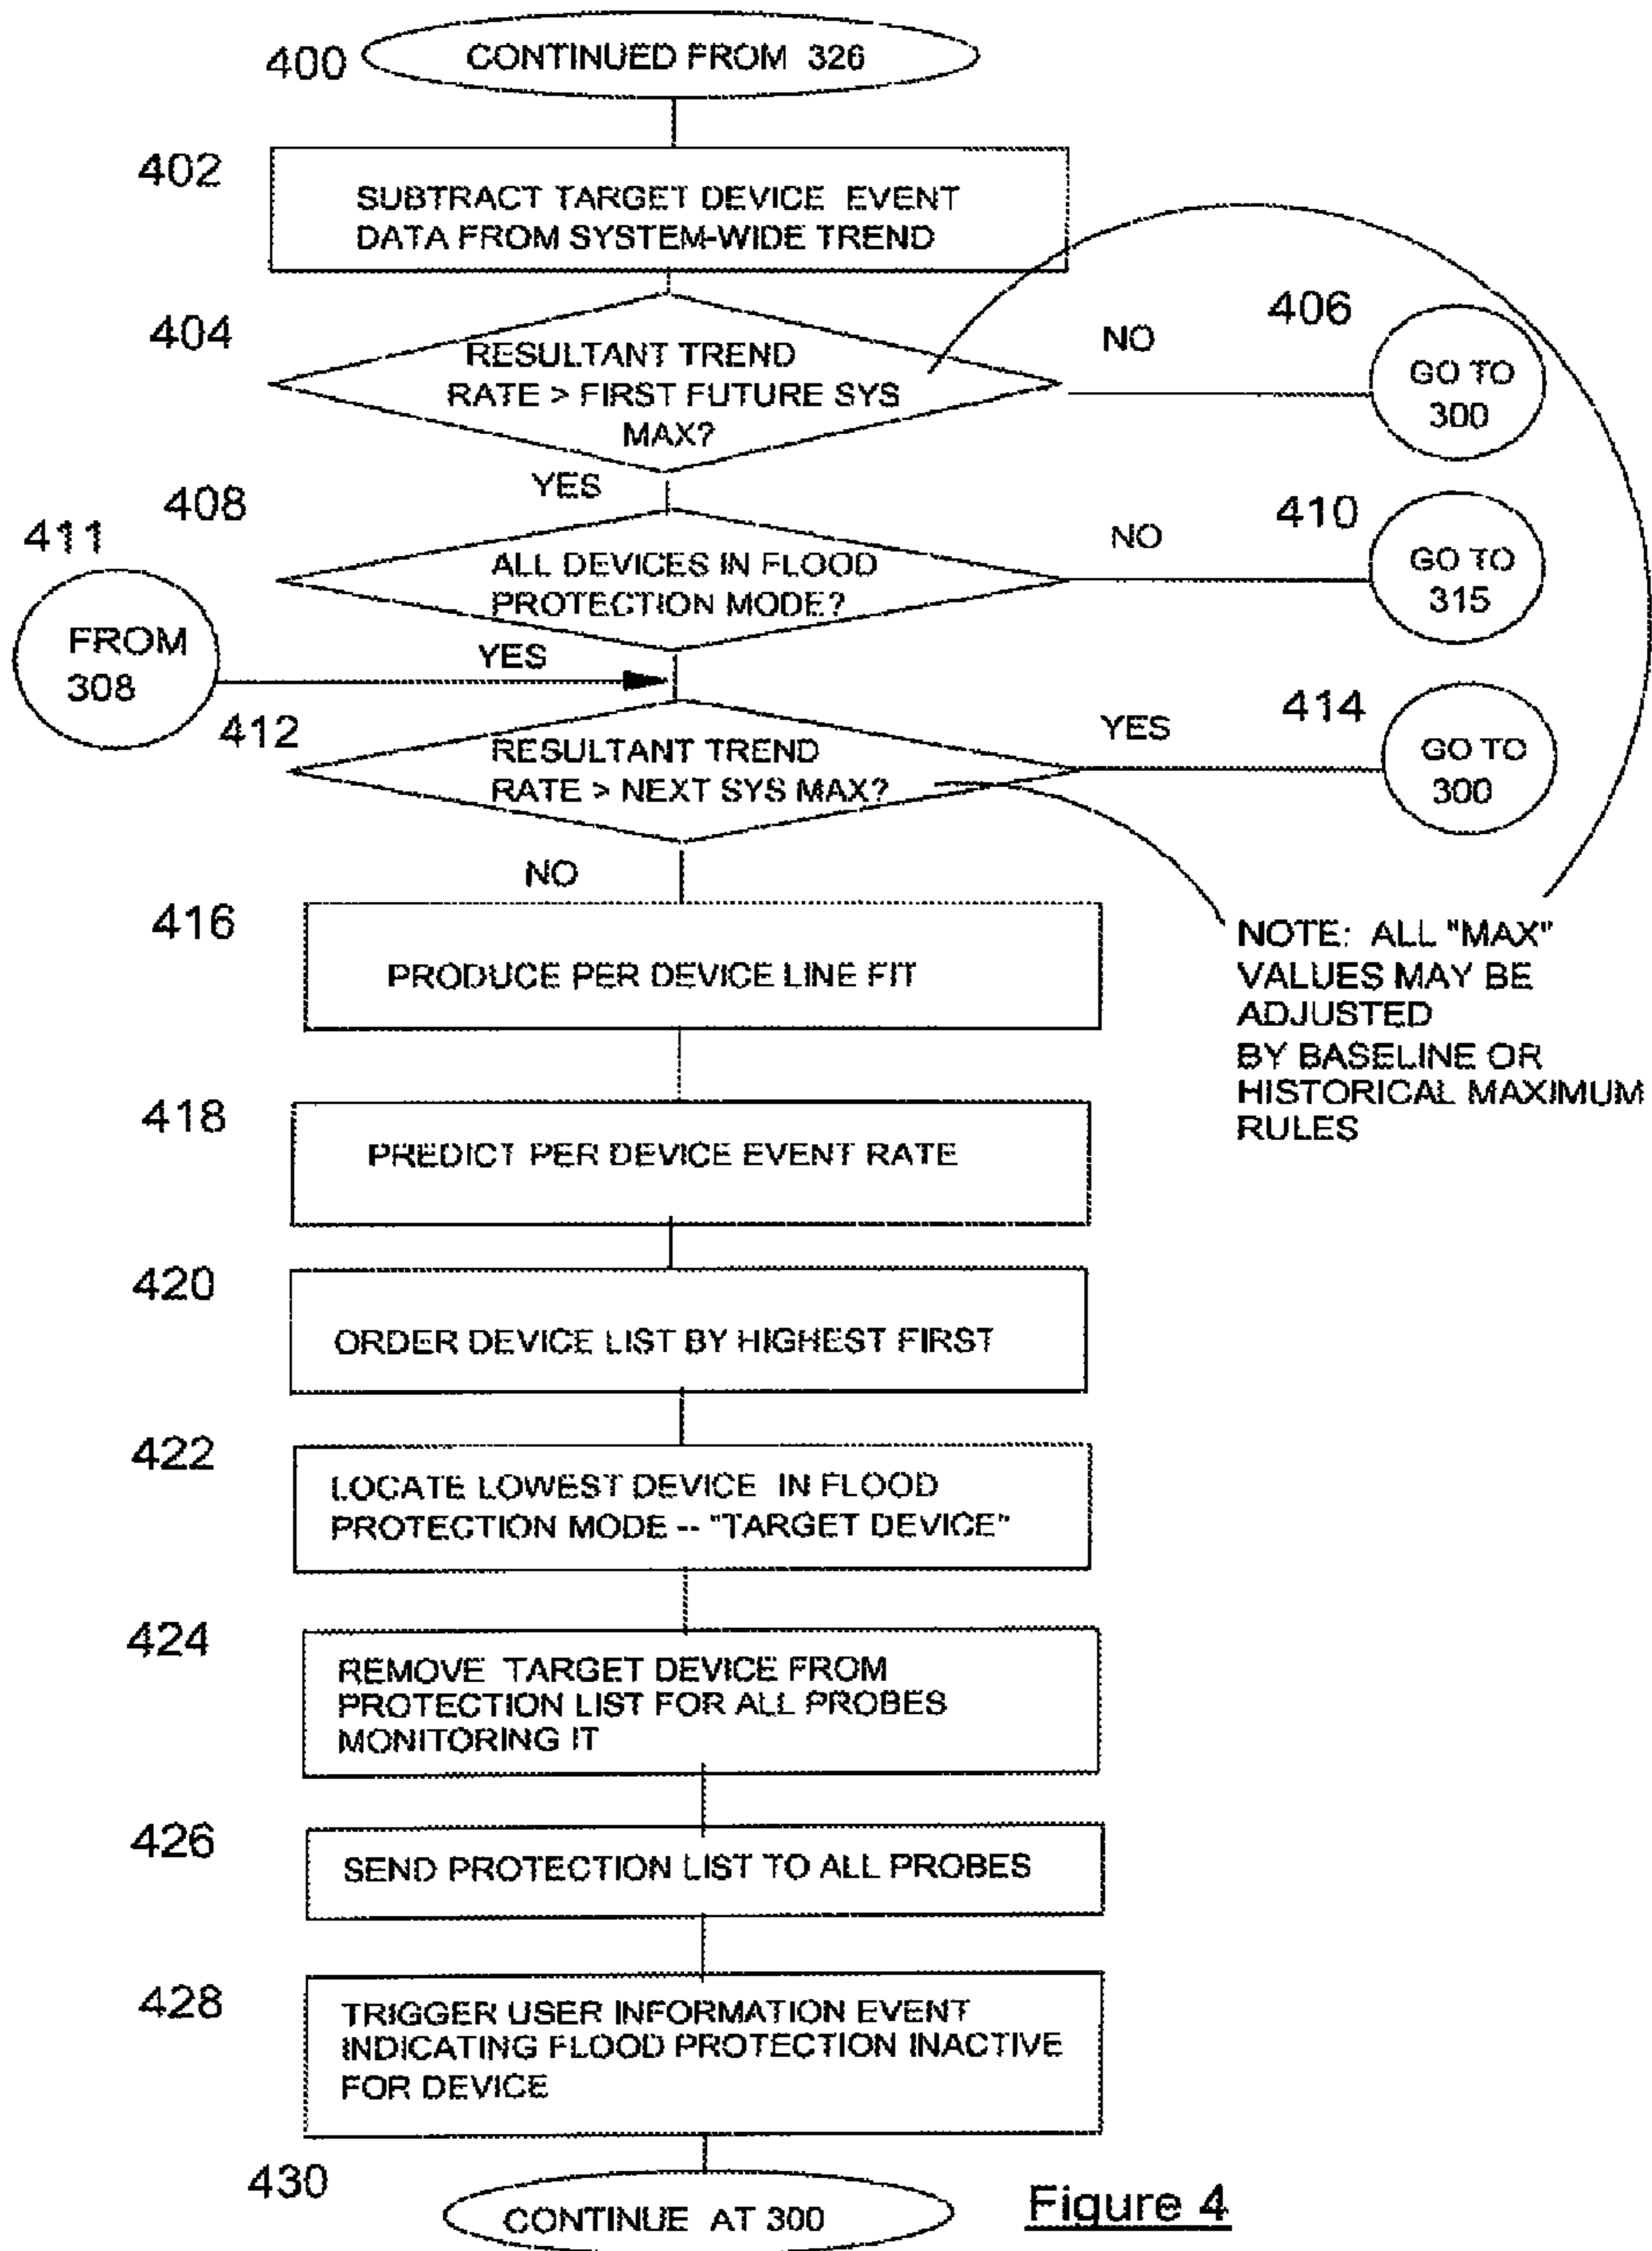 400
CONTINUED FROM 326
402
SUBTRACT TARGET DEVICE EVENT
DATA FROM SYSTEM-WIDE TREND
404
RESULTANT TREND
RATE > FIRST FUTURE SYS
MAX?
NO
406
GO TO
300
YES
408
ALL DEVICES IN FLOOD
PROTECTION MODE?
NO
410
GO TO
315
411
FROM
308
YES
412
RESULTANT TREND
RATE > NEXT SYS MAX?
YES
414
GO TO
300
NO
NOTE: ALL "MAX"
VALUES MAY BE
ADJUSTED
BY BASELINE OR
HISTORICAL MAXIMUM
RULES
416
PRODUCE PER DEVICE LINE FIT
418
PREDICT PER DEVICE EVENT RATE
420
ORDER DEVICE LIST BY HIGHEST FIRST
422
LOCATE LOWEST DEVICE IN FLOOD
PROTECTION MODE -- "TARGET DEVICE"
424
REMOVE TARGET DEVICE FROM
PROTECTION LIST FOR ALL PROBES
MONITORING IT
426
SEND PROTECTION LIST TO ALL PROBES
428
TRIGGER USER INFORMATION EVENT
INDICATING FLOOD PROTECTION INACTIVE
FOR DEVICE
430
CONTINUE AT 300
Figure 4